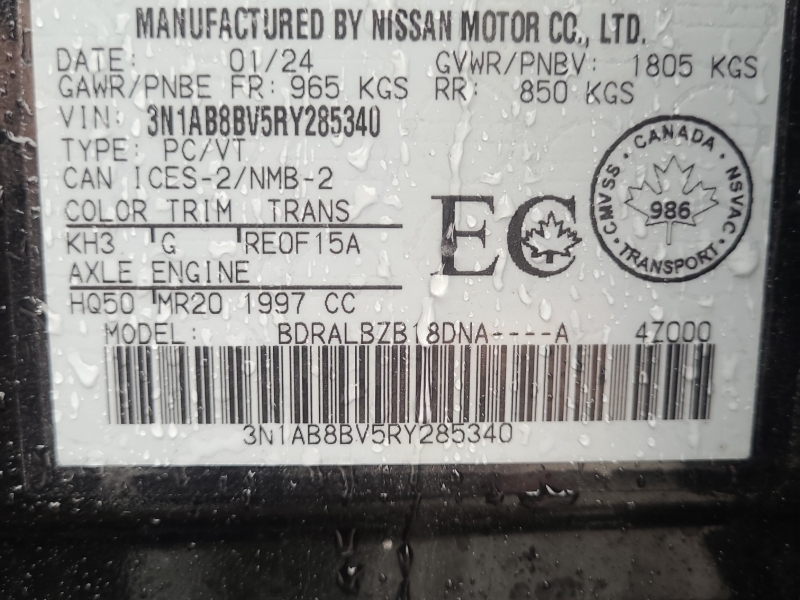 MANUFACTURED BY NISSAN MOTOR CO., LTD.
DATE: 01/24 GVWR/PNBV: 1805 KGS
GAWR/PNBE FR: 965 KGS RR: 850 KGS
VIN: 3N1AB8BV5RY285340
TYPE: PC/VT
CAN ICES-2/NMB-2
COLOR TRIM TRANS
KH3 G RE0F15A
AXLE ENGINE
HQ50 MR20 1997 CC
EC
· CANADA ·
CMVSS NSVAC
986
· TRANSPORT ·
MODEL: BDRALBZB18DNA----A 4Z000
3N1AB8BV5RY285340